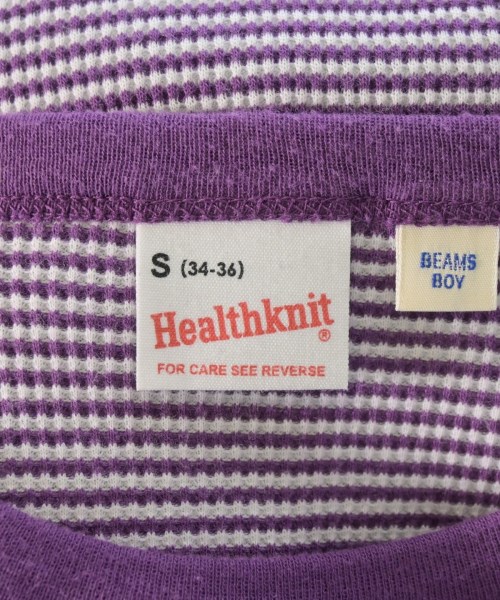 S (34-36)
Healthknit®
FOR CARE SEE REVERSE
BEAMS
BOY